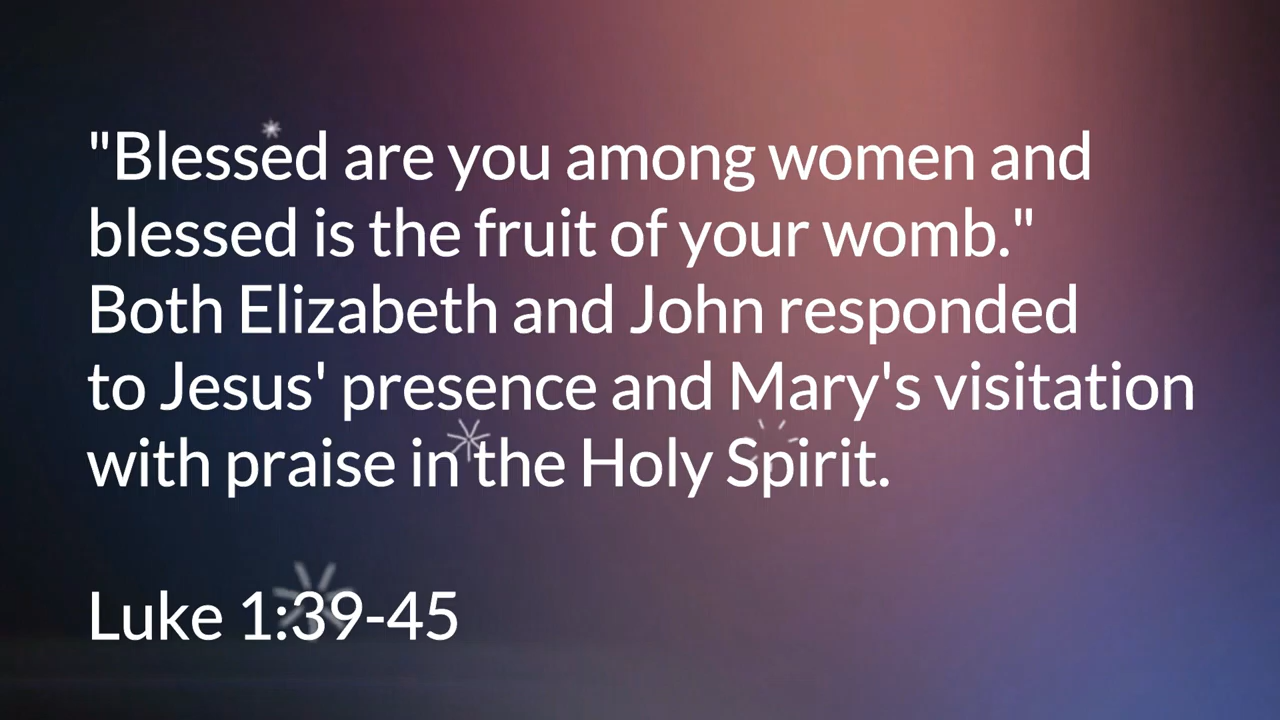 "Blessed are you among women and
blessed is the fruit of your womb."
Both Elizabeth and John responded
to Jesus' presence and Mary's visitation
with praise in the Holy Spirit.
Luke 1:39-45